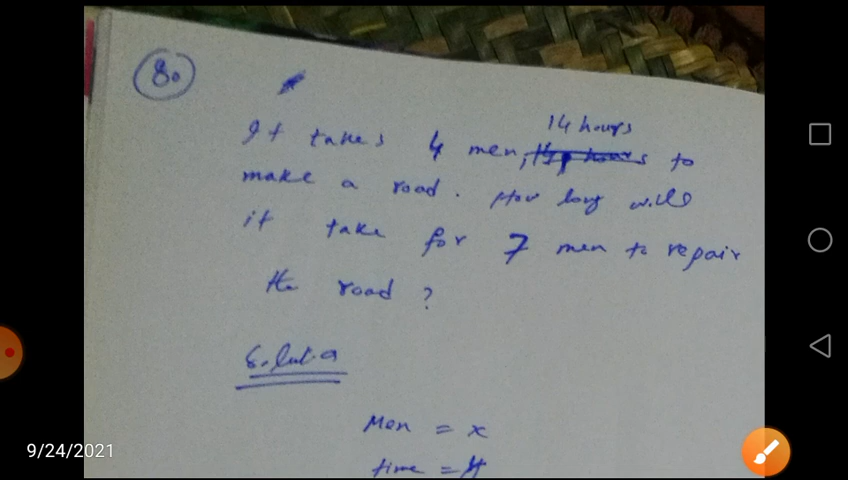 80
14 hours
It takes 4 men, to
make a road. How long will
it take for 7 men to repair
the road ?
Men = x
time = y
9/24/2021